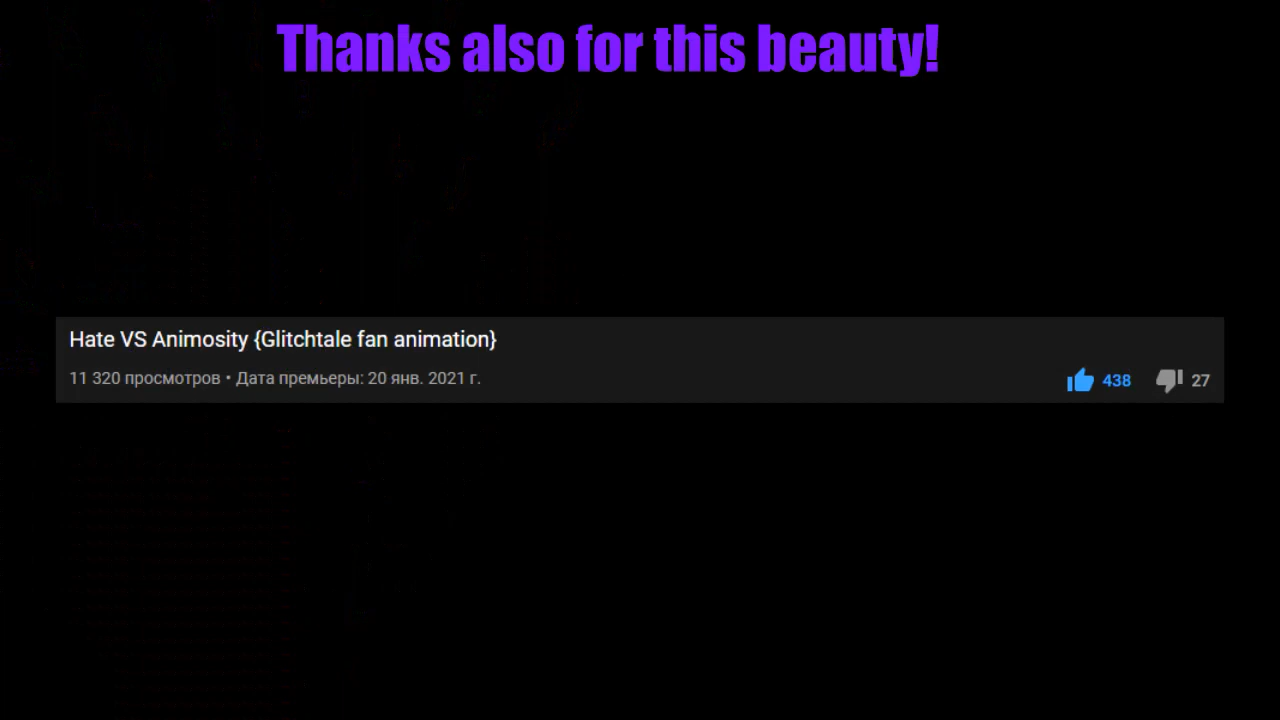 Thanks also for this beauty!
Hate VS Animosity {Glitchtale fan animation}
11 320 просмотров • Дата премьеры: 20 янв. 2021 г.
438 27